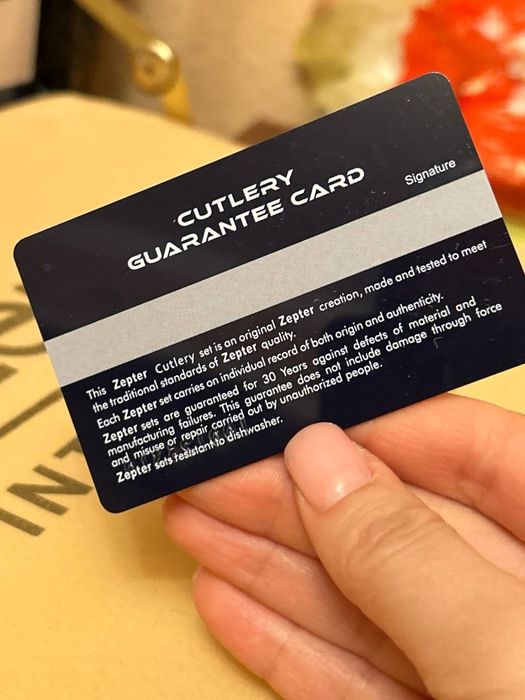 CUTLERY
GUARANTEE CARD
Signature
This Zepter Cutlery set is an original Zepter creation, made and tested to meet
the traditional standards of Zepter quality.
Each Zepter set carries on individual record of both origin and authenticity.
Zepter sets are guaranteed for 30 Years against defects of material and
manufacturing failures. This guarantee does not include damage through force
and misuse or repair carried out by unauthorized people.
Zepter sets resistant to dishwasher.
INT